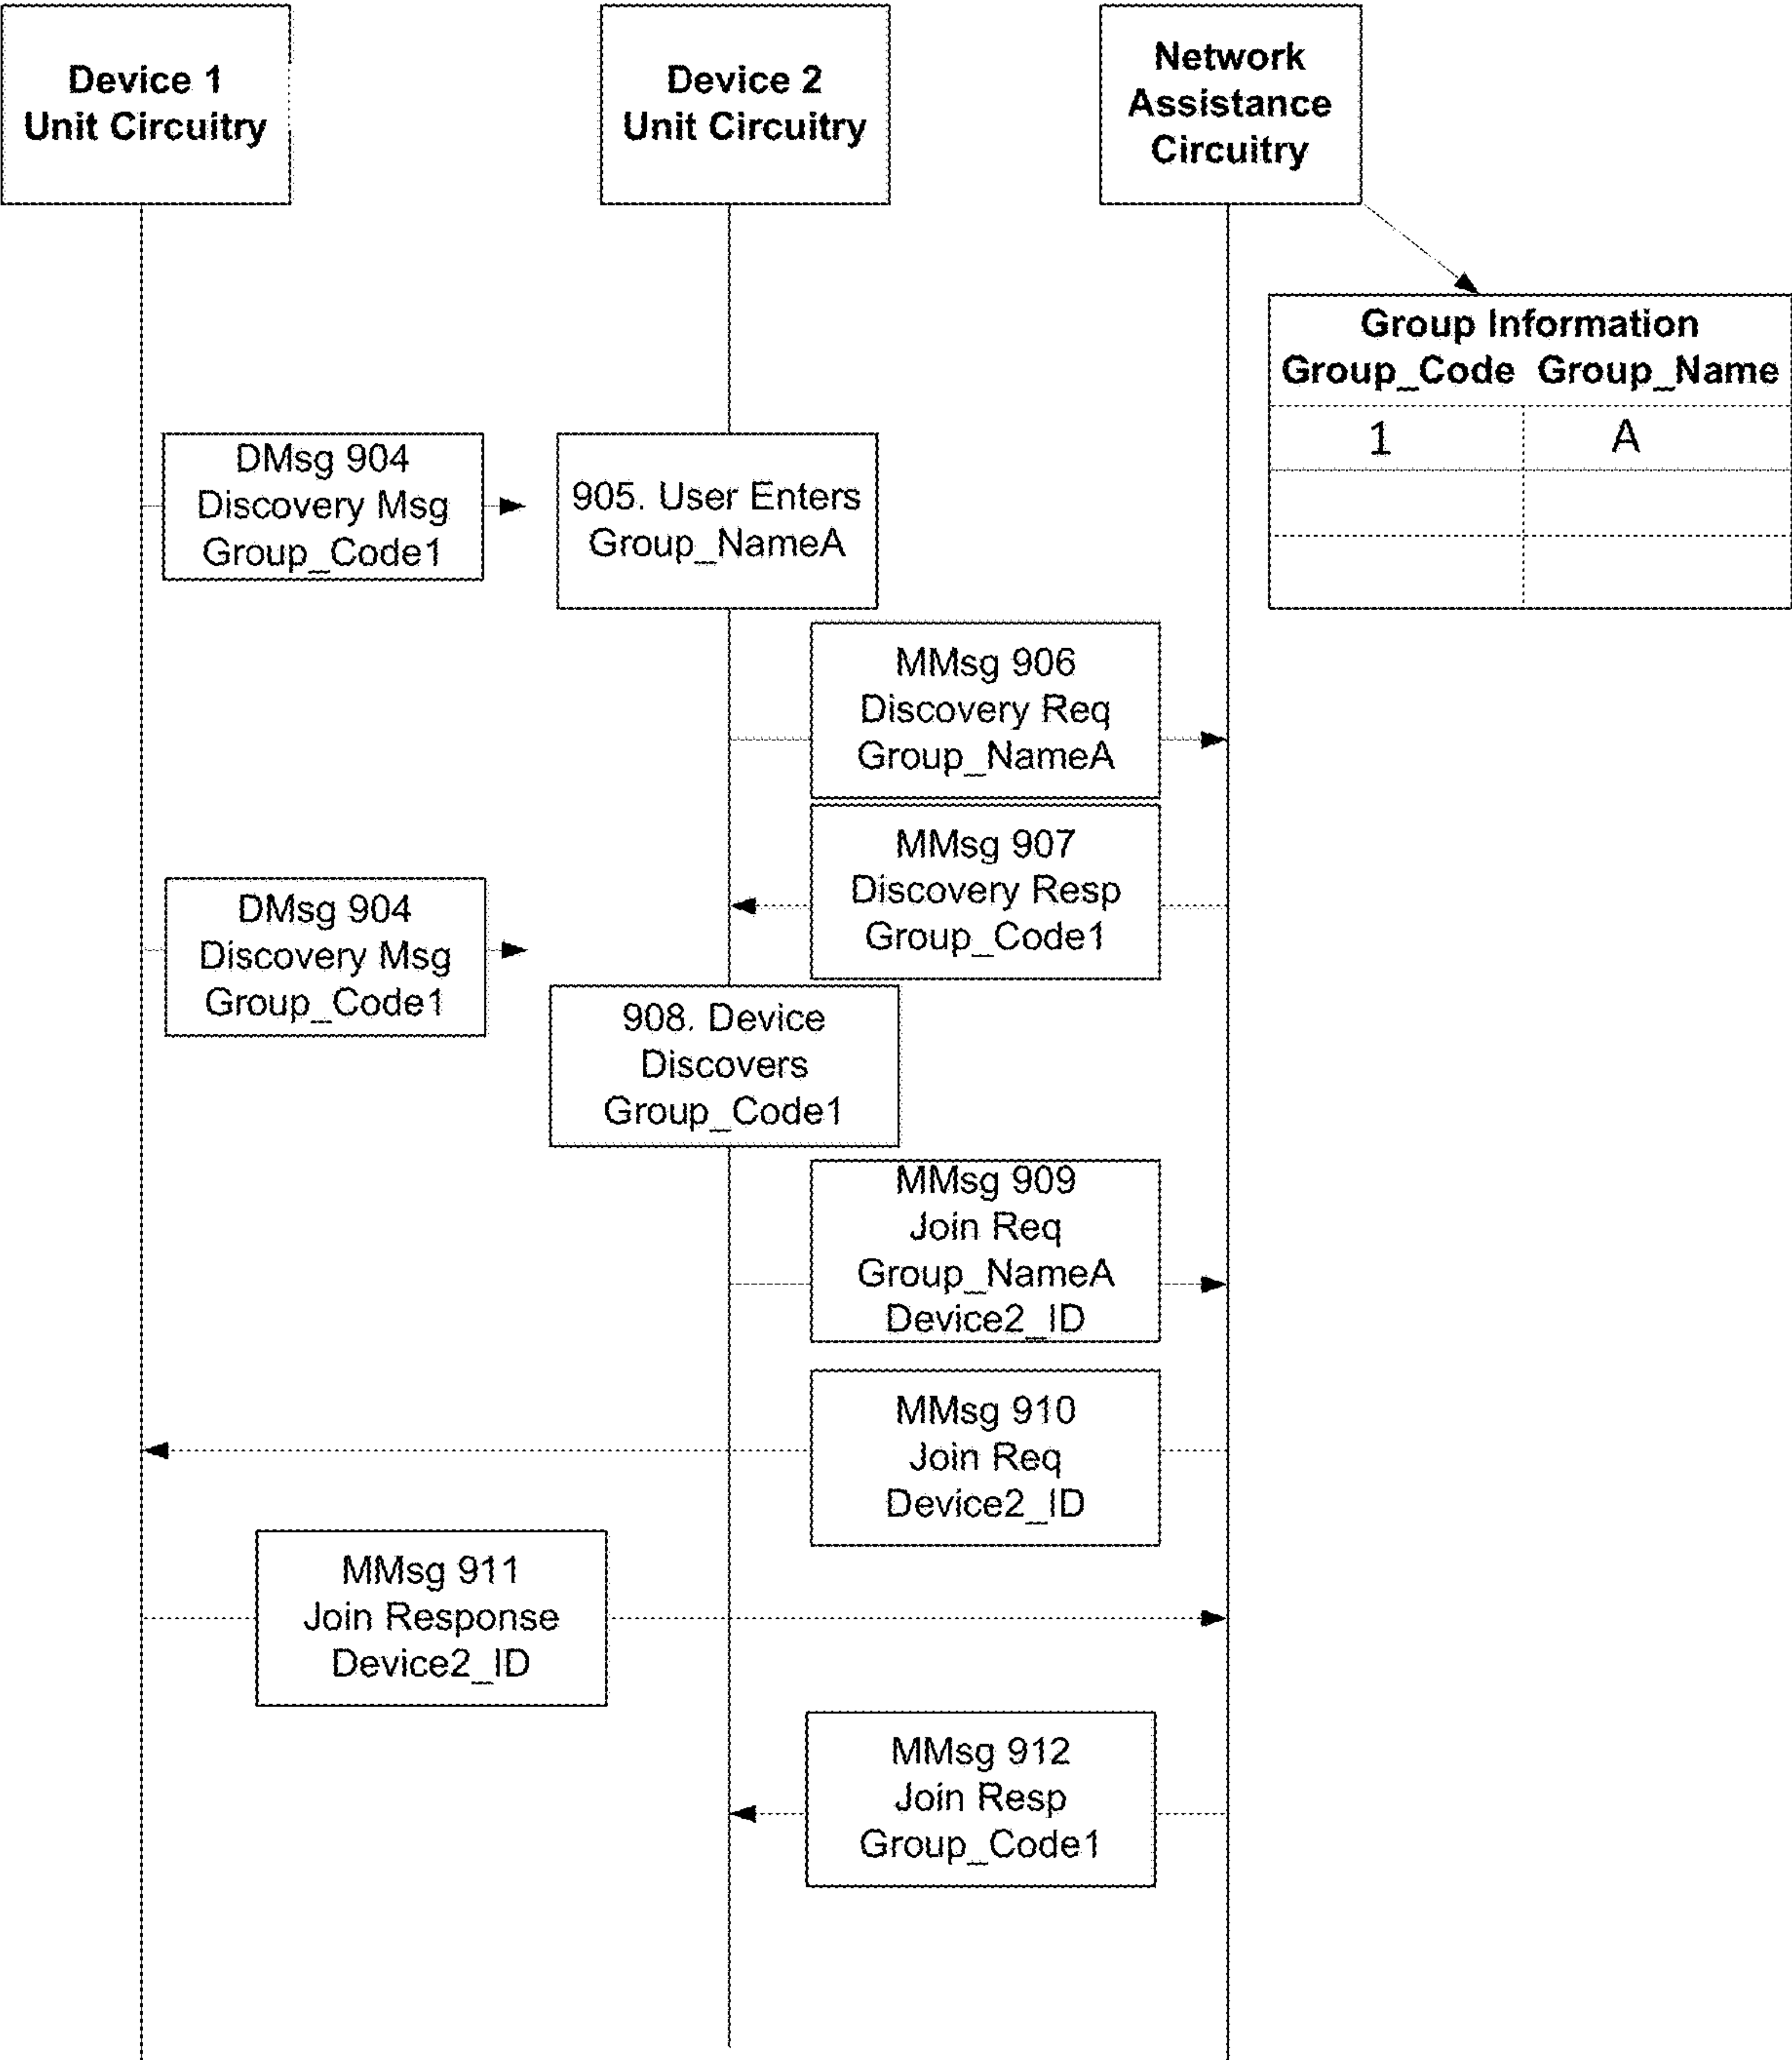 Device 1
Unit Circuitry
Device 2
Unit Circuitry
Network
Assistance
Circuitry
Group Information
Group_Code Group_Name
1 A
DMsg 904
Discovery Msg
Group_Code1
905. User Enters
Group_NameA
MMsg 906
Discovery Req
Group_NameA
MMsg 907
Discovery Resp
Group_Code1
DMsg 904
Discovery Msg
Group_Code1
908. Device
Discovers
Group_Code1
MMsg 909
Join Req
Group_NameA
Device2_ID
MMsg 910
Join Req
Device2_ID
MMsg 911
Join Response
Device2_ID
MMsg 912
Join Resp
Group_Code1